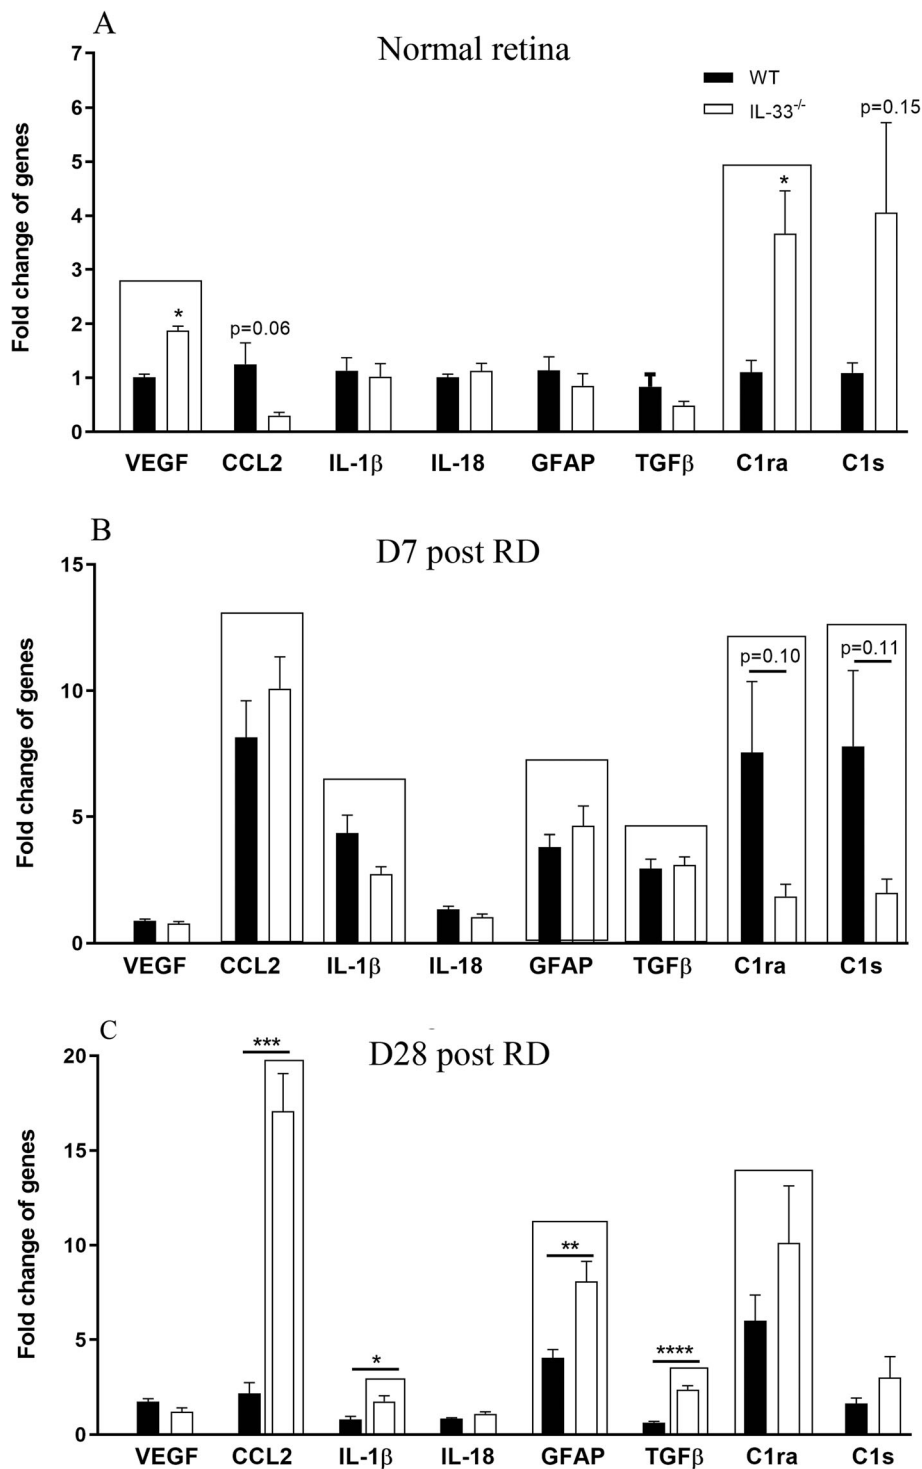 A
Normal retina
7
6
5
4
3
2
1
0
Fold change of genes
WT
IL-33-/-
p=0.15
*
*
p=0.06
VEGF CCL2 IL-1β IL-18 GFAP TGFβ C1ra C1s
B
D7 post RD
15
10
5
0
Fold change of genes
p=0.10 p=0.11
VEGF CCL2 IL-1β IL-18 GFAP TGFβ C1ra C1s
C
D28 post RD
20
15
10
5
0
Fold change of genes
***
*
**
****
VEGF CCL2 IL-1β IL-18 GFAP TGFβ C1ra C1s